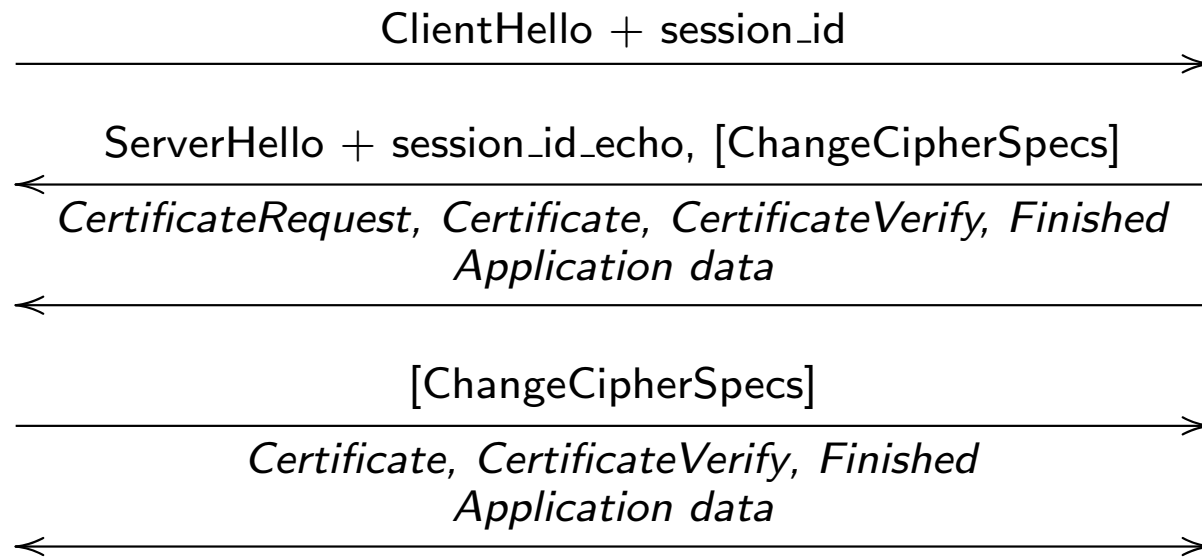 ClientHello + session_id
ServerHello + session_id_echo, [ChangeCipherSpecs]
CertificateRequest, Certificate, CertificateVerify, Finished
Application data
[ChangeCipherSpecs]
Certificate, CertificateVerify, Finished
Application data